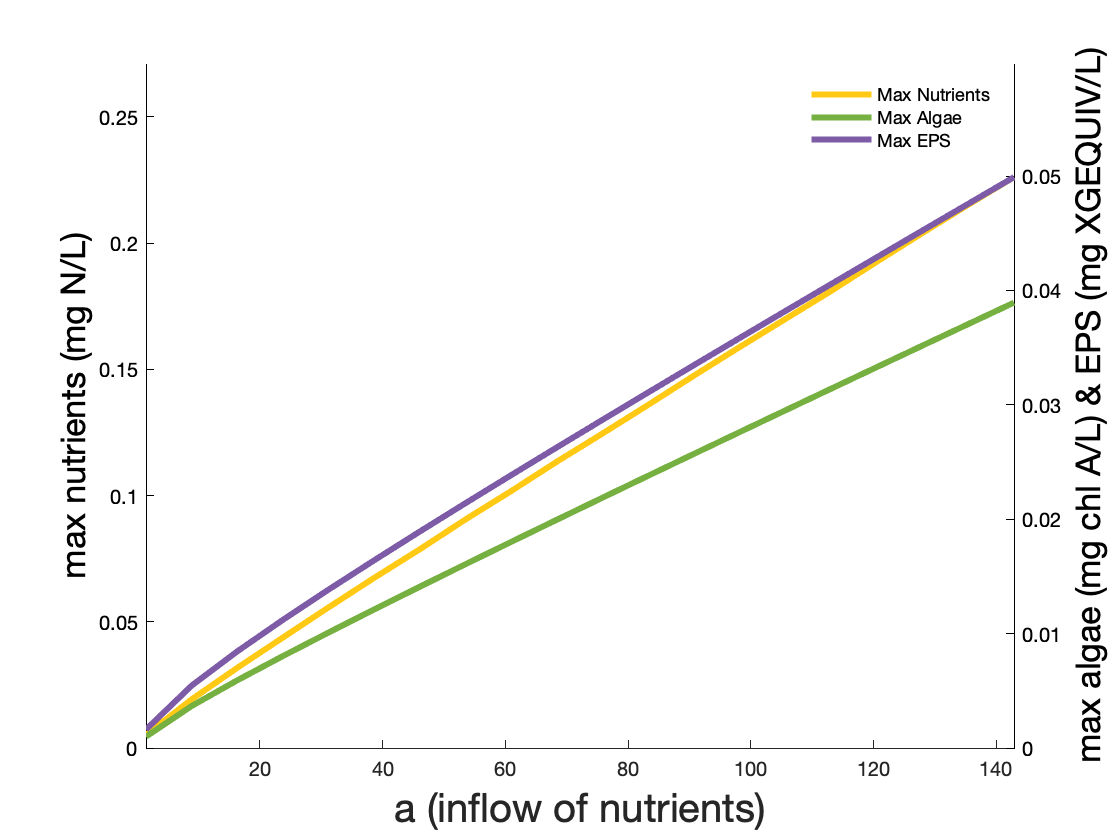 Max Nutrients
Max Algae
Max EPS
max nutrients (mg N/L)
0.25
0.2
0.15
0.1
0.05
0
0.05
0.04
0.03
0.02
0.01
0
max algae (mg chl A/L) & EPS (mg XGEQUIV/L)
20 40 60 80 100 120 140
a (inflow of nutrients)